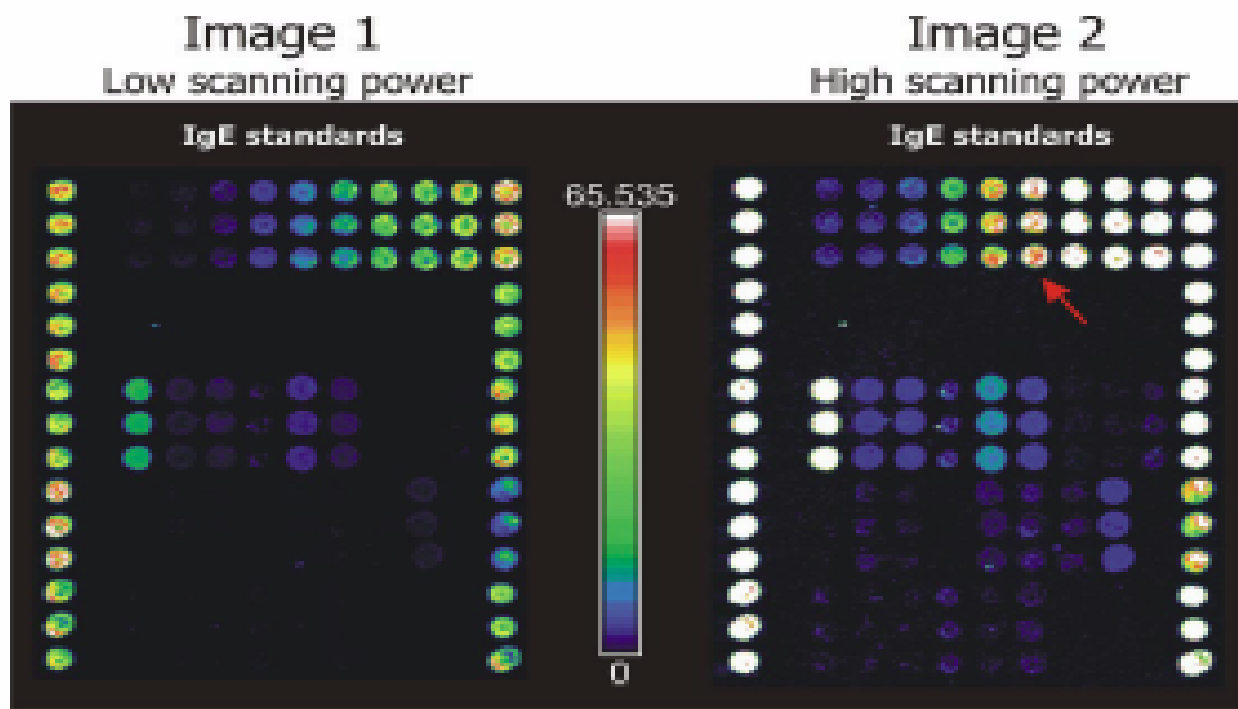 Image 1
Low scanning power
IgE standards
65.535
0
Image 2
High scanning power
IgE standards